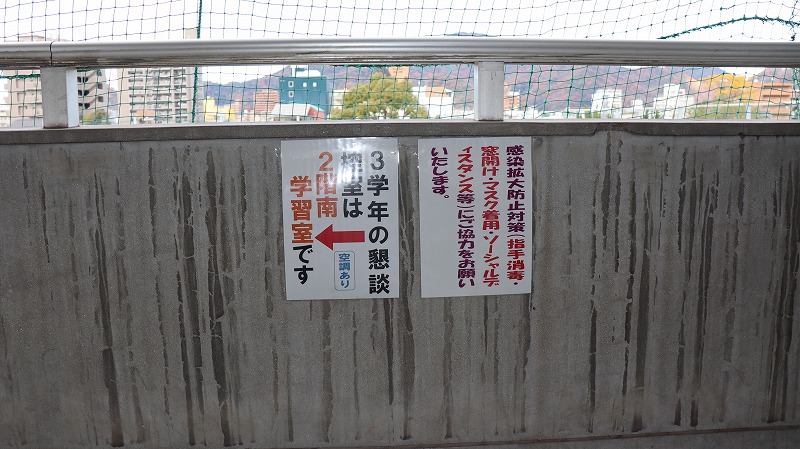 3学年の懇談
控室は
2階南
学習室です
空調あり
感染拡大防止対策（指手消毒・
窓開け・マスク着用・ソーシャルデ
ィスタンス等）にご協力をお願い
いたします。